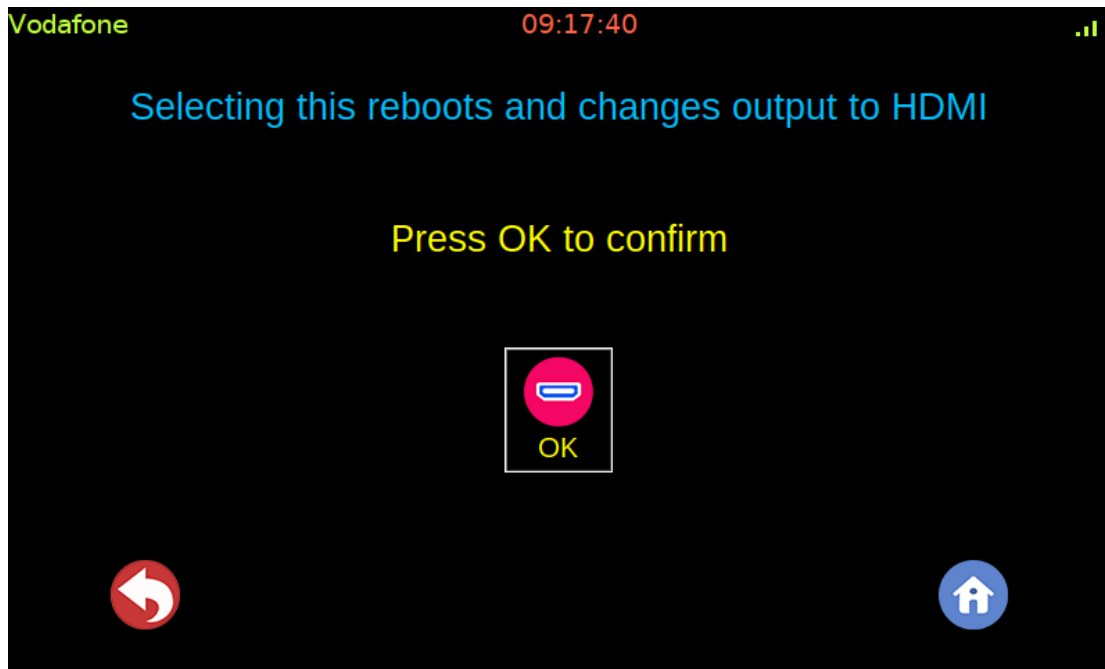 Vodafone 09:17:40
Selecting this reboots and changes output to HDMI
Press OK to confirm
OK